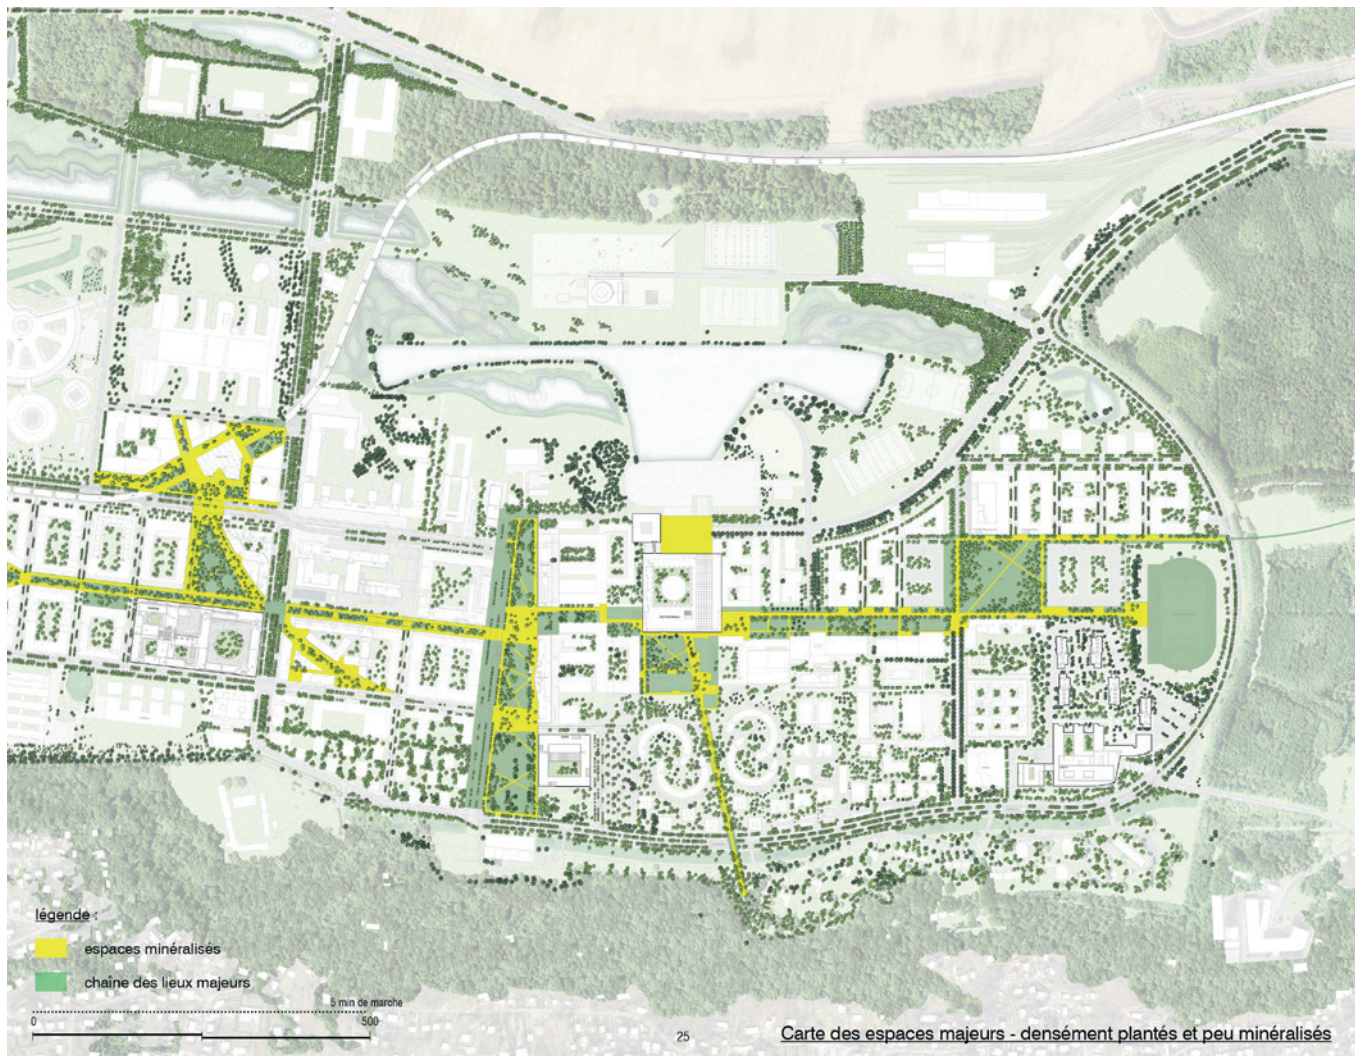 légende :
espaces minéralisés
chaîne des lieux majeurs
5 min de marche
0
500
25
Carte des espaces majeurs - densément plantés et peu minéralisés